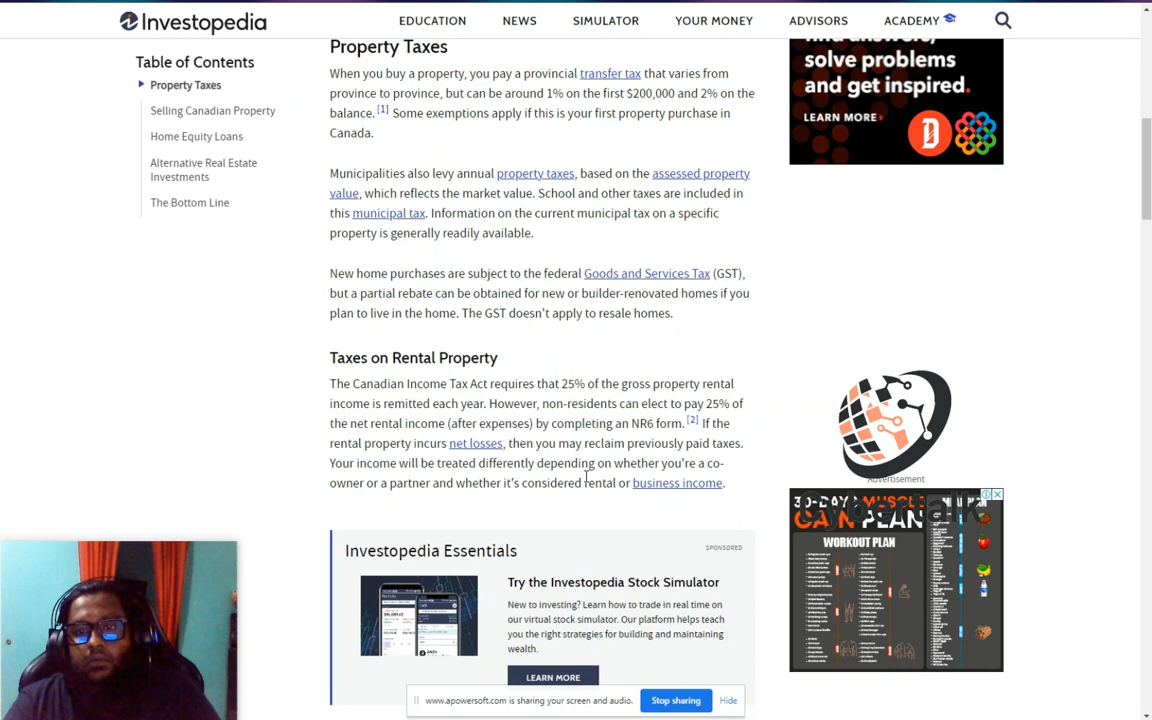 Investopedia
EDUCATION NEWS SIMULATOR YOUR MONEY ADVISORS ACADEMY
Table of Contents
Property Taxes
Selling Canadian Property
Home Equity Loans
Alternative Real Estate
Investments
The Bottom Line
Property Taxes
When you buy a property, you pay a provincial transfer tax that varies from
province to province, but can be around 1% on the first $200,000 and 2% on the
balance. [1] Some exemptions apply if this is your first property purchase in
Canada.
Municipalities also levy annual property taxes, based on the assessed property
value, which reflects the market value. School and other taxes are included in
this municipal tax. Information on the current municipal tax on a specific
property is generally readily available.
New home purchases are subject to the federal Goods and Services Tax (GST),
but a partial rebate can be obtained for new or builder-renovated homes if you
plan to live in the home. The GST doesn't apply to resale homes.
Taxes on Rental Property
The Canadian Income Tax Act requires that 25% of the gross property rental
income is remitted each year. However, non-residents can elect to pay 25% of
the net rental income (after expenses) by completing an NR6 form. [2] If the
rental property incurs net losses, then you may reclaim previously paid taxes.
Your income will be treated differently depending on whether you're a co-
owner or a partner and whether it's considered rental or business income.
Investopedia Essentials
SPONSORED
Try the Investopedia Stock Simulator
New to investing? Learn how to trade in real time on
our virtual stock simulator. Our platform helps teach
you the right strategies for building and maintaining
wealth.
LEARN MORE
find answers,
solve problems
and get inspired.
LEARN MORE
Advertisement
30-DAYS MUSCLE
GAIN PLAN
Cybertalk
WORKOUT PLAN
www.apowersoft.com is sharing your screen and audio.
Stop sharing
Hide